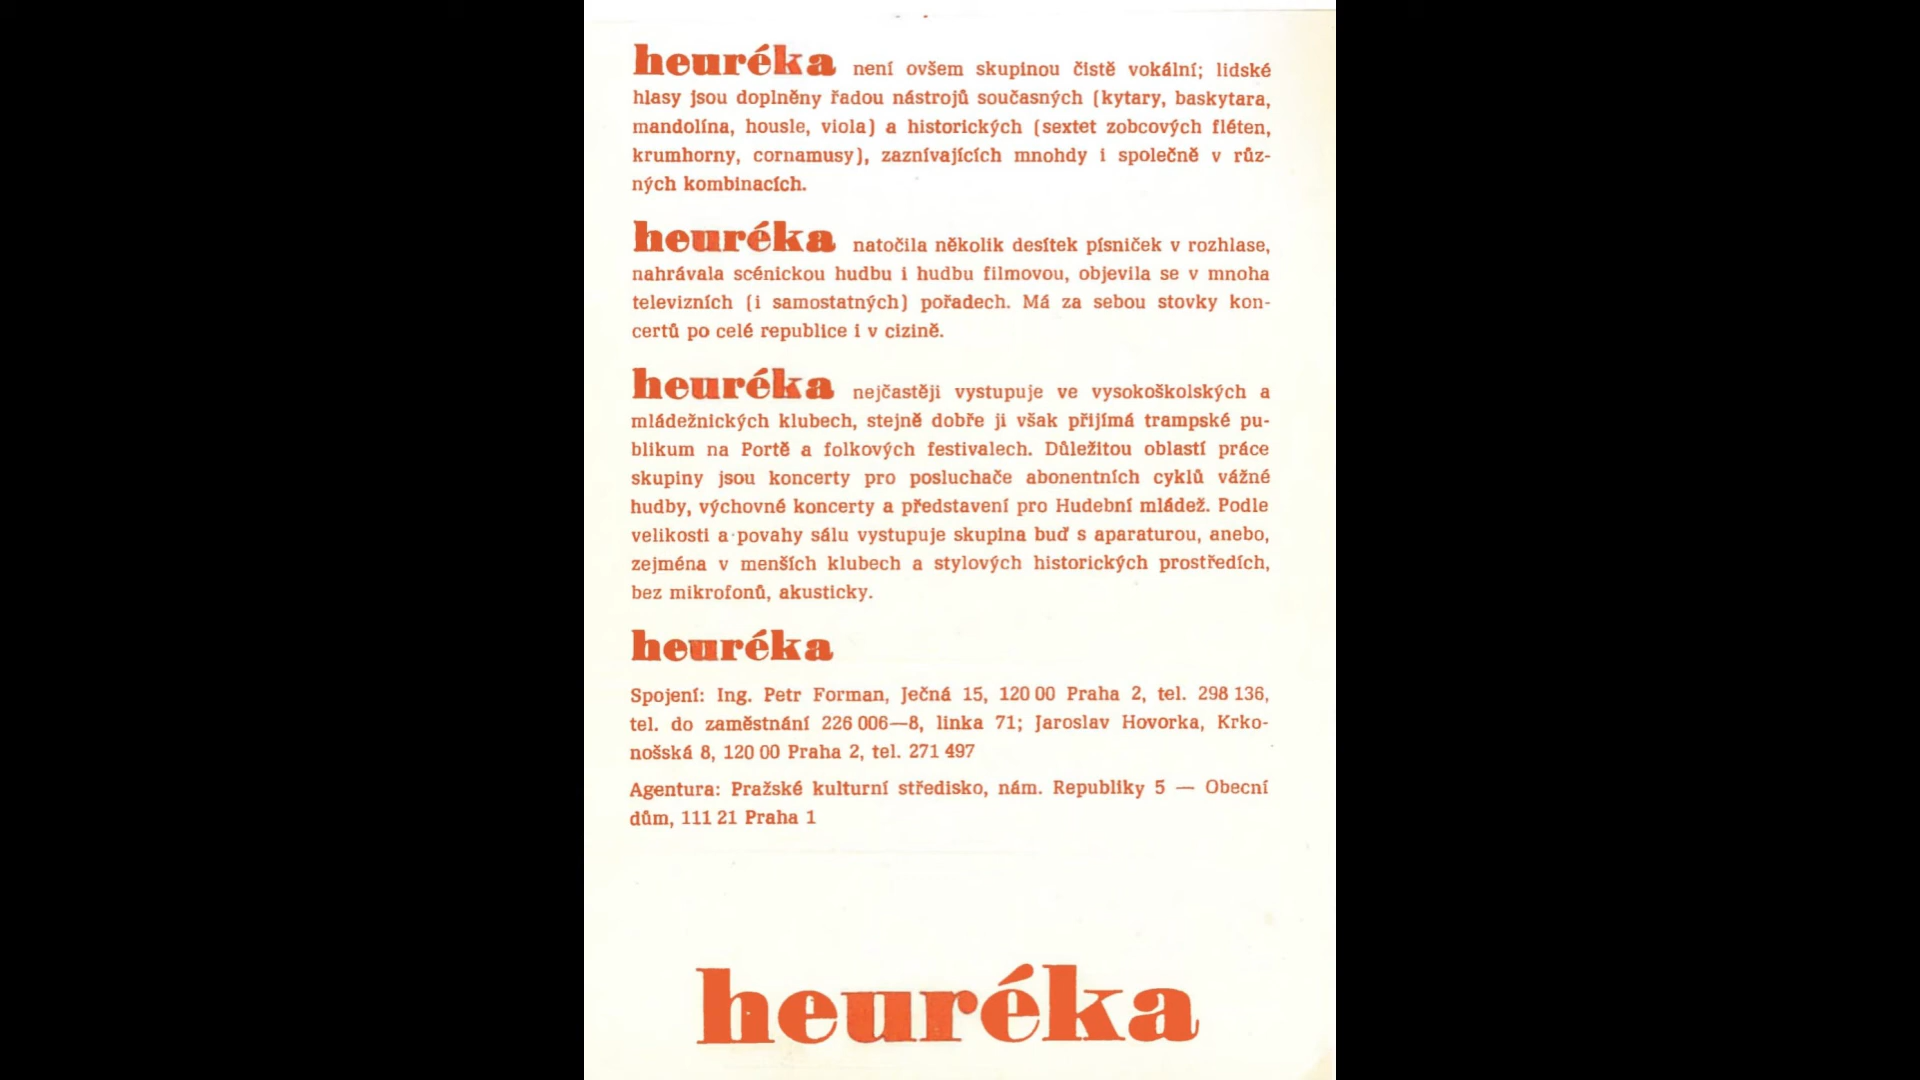 heuréka není ovšem skupinou čistě vokální; lidské
hlasy jsou doplněny řadou nástrojů současných (kytary, baskytara,
mandolína, housle, viola) a historických (sextet zobcových fléten,
krumhorny, cornamusy), zaznívajících mnohdy i společně v růz-
ných kombinacích.
heuréka natočila několik desítek písniček v rozhlase,
nahrávala scénickou hudbu i hudbu filmovou, objevila se v mnoha
televizních (i samostatných) pořadech. Má za sebou stovky kon-
certů po celé republice i v cizině.
heuréka nejčastěji vystupuje ve vysokoškolských a
mládežnických klubech, stejně dobře ji však přijímá trampské pu-
blikum na Portě a folkových festivalech. Důležitou oblastí práce
skupiny jsou koncerty pro posluchače abonentních cyklů vážné
hudby, výchovné koncerty a představení pro Hudební mládež. Podle
velikosti a povahy sálu vystupuje skupina buď s aparaturou, anebo,
zejména v menších klubech a stylových historických prostředích,
bez mikrofonů, akusticky.
heuréka
Spojení: Ing. Petr Forman, Ječná 15, 120 00 Praha 2, tel. 298 136,
tel. do zaměstnání 226 006—8, linka 71; Jaroslav Hovorka, Krko-
nošská 8, 120 00 Praha 2, tel. 271 497
Agentura: Pražské kulturní středisko, nám. Republiky 5 — Obecní
dům, 111 21 Praha 1
heuréka